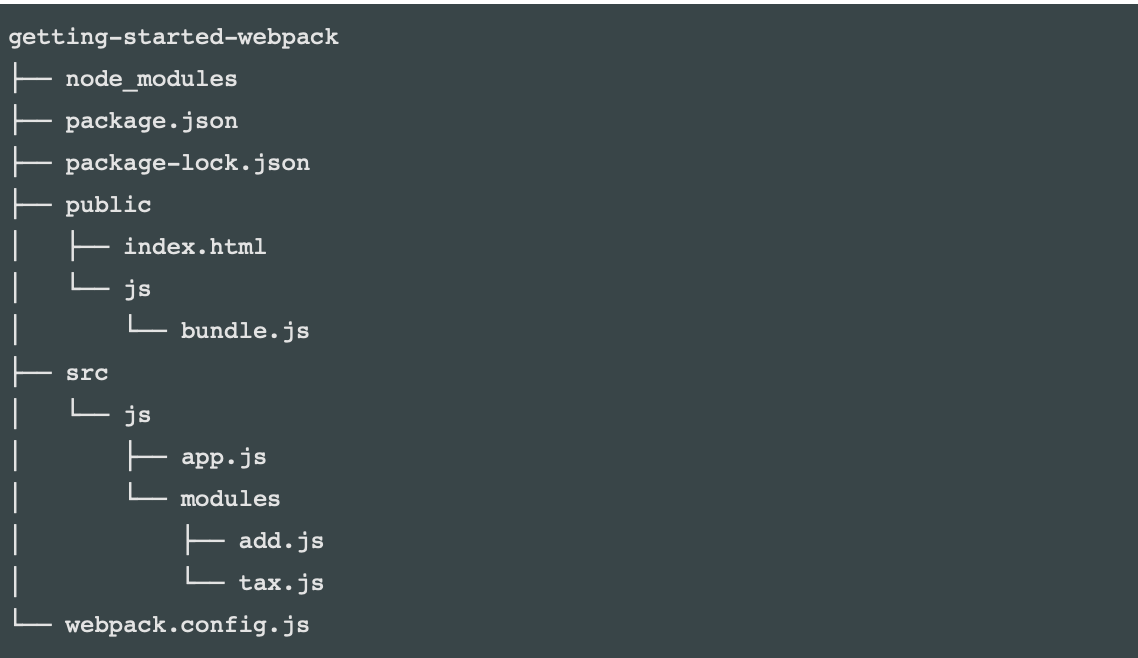 getting-started-webpack
├── node_modules
├── package.json
├── package-lock.json
├── public
│   ├── index.html
│   └── js
│       └── bundle.js
├── src
│   └── js
│       ├── app.js
│       └── modules
│           ├── add.js
│           └── tax.js
└── webpack.config.js